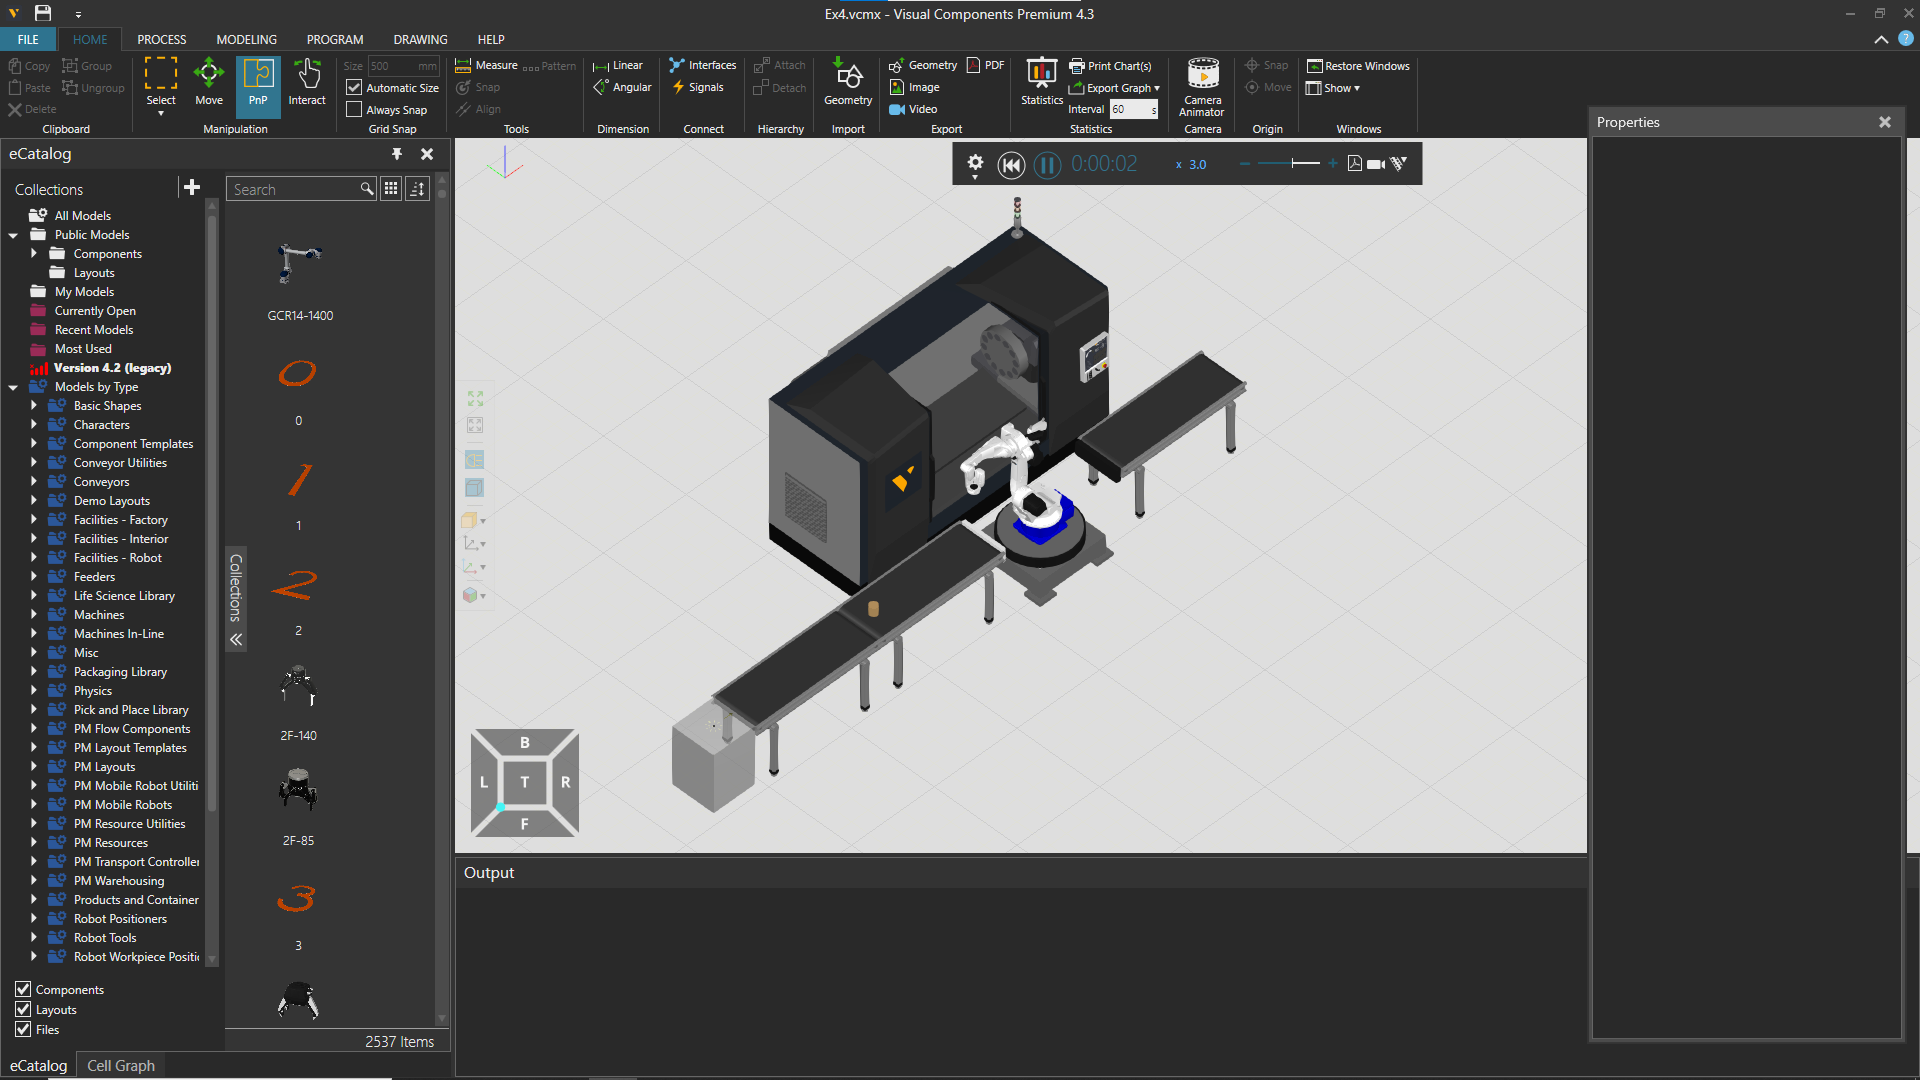 Ex4.vcmx - Visual Components Premium 4.3
FILE HOME PROCESS MODELING PROGRAM DRAWING HELP
Copy Group
Paste Ungroup
Delete
Clipboard
Select Move PnP Interact
Manipulation
Size 500 mm
Automatic Size
Always Snap
Grid Snap
Measure Pattern
Snap
Align
Tools
Linear
Angular
Dimension
Interfaces
Signals
Connect
Attach
Detach
Hierarchy
Geometry
Import
Geometry PDF
Image
Video
Export
Statistics
Print Chart(s)
Export Graph
Interval 60 s
Statistics
Camera
Animator
Camera
Snap
Move
Origin
Restore Windows
Show
Windows
eCatalog
Collections
All Models
Public Models
Components
Layouts
My Models
Currently Open
Recent Models
Most Used
Version 4.2 (legacy)
Models by Type
Basic Shapes
Characters
Component Templates
Conveyor Utilities
Conveyors
Demo Layouts
Facilities - Factory
Facilities - Interior
Facilities - Robot
Feeders
Life Science Library
Machines
Machines In-Line
Misc
Packaging Library
Physics
Pick and Place Library
PM Flow Components
PM Layout Templates
PM Layouts
PM Mobile Robot Utiliti
PM Mobile Robots
PM Resource Utilities
PM Resources
PM Transport Controller
PM Warehousing
Products and Container
Robot Positioners
Robot Tools
Robot Workpiece Positi
Components
Layouts
Files
eCatalog Cell Graph
Search
GCR14-1400
0
0
1
1
2
2
2F-140
2F-85
3
3
2537 Items
Collections
0:00:02 x 3.0
B
L T R
F
Output
Properties